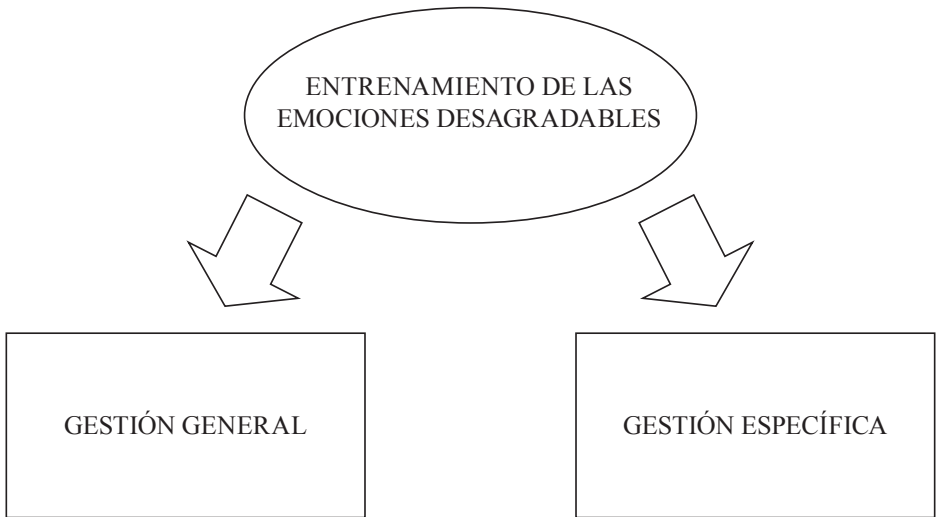 ENTRENAMIENTO DE LAS
EMOCIONES DESAGRADABLES
GESTIÓN GENERAL
GESTIÓN ESPECÍFICA